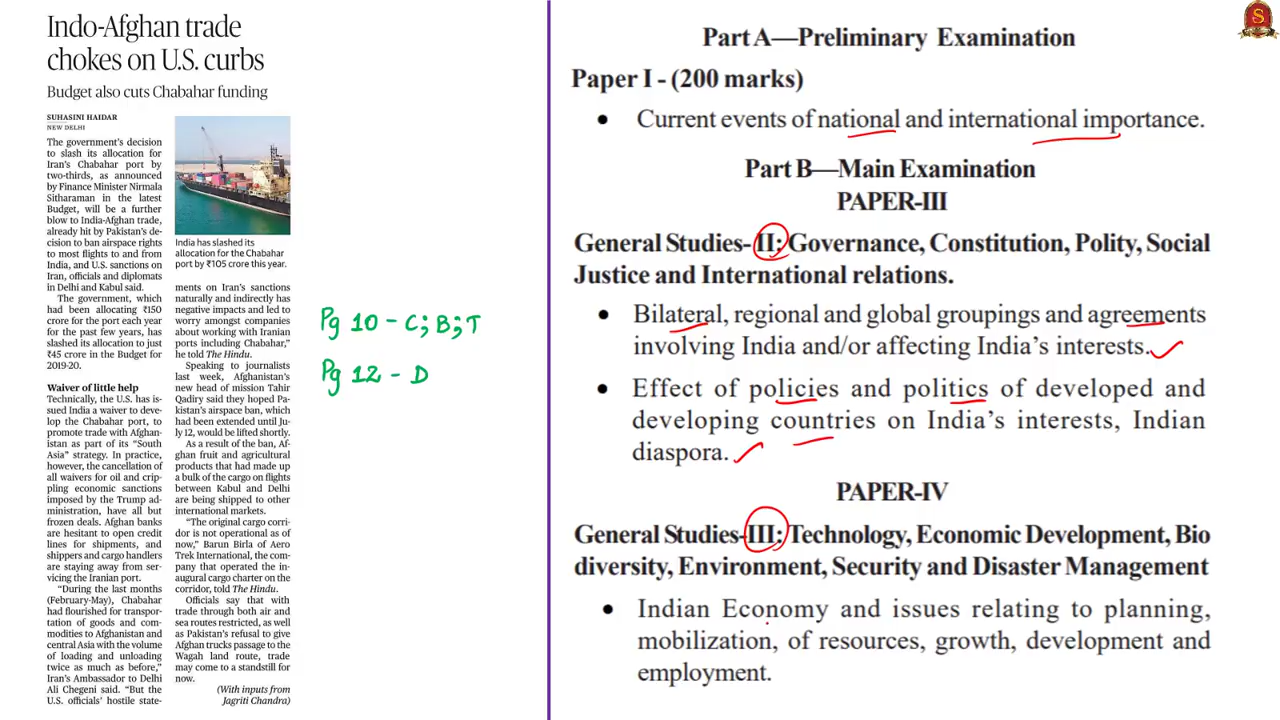 Indo-Afghan trade
chokes on U.S. curbs
Budget also cuts Chabahar funding
SUHASINI HAIDAR
NEW DELHI
The government's decision
to slash its allocation for
Iran's Chabahar port by
two-thirds, as announced
by Finance Minister Nirmala
Sitharaman in the latest
Budget, will be a further
blow to India-Afghan trade,
already hit by Pakistan's de-
cision to ban airspace rights
to most flights to and from
India, and U.S. sanctions on
Iran, officials and diplomats
in Delhi and Kabul said.
The government, which
had been allocating ₹150
crore for the port each year
for the past few years, has
slashed its allocation to just
₹45 crore in the Budget for
2019-20.
Waiver of little help
Technically, the U.S. has is-
sued India a waiver to deve-
lop the Chabahar port, to
promote trade with Afghan-
istan as part of its "South
Asia" strategy. In practice,
however, the cancellation of
all waivers for oil and crip-
pling economic sanctions
imposed by the Trump ad-
ministration, have all but
frozen deals. Afghan banks
are hesitant to open credit
lines for shipments, and
shippers and cargo handlers
are staying away from ser-
vicing the Iranian port.
"During the last months
(February-May), Chabahar
had flourished for transpor-
tation of goods and com-
modities to Afghanistan and
central Asia with the volume
of loading and unloading
twice as much as before,"
Iran's Ambassador to Delhi
Ali Chegeni said. "But the
U.S. officials' hostile state-
India has slashed its
allocation for the Chabahar
port by ₹105 crore this year.
ments on Iran's sanctions
naturally and indirectly has
negative impacts and led to
worry amongst companies
about working with Iranian
ports including Chabahar,"
he told The Hindu.
Speaking to journalists
last week, Afghanistan's
new head of mission Tahir
Qadiry said they hoped Pa-
kistan's airspace ban, which
had been extended until Ju-
ly 12, would be lifted shortly.
As a result of the ban, Af-
ghan fruit and agricultural
products that had made up
a bulk of the cargo on flights
between Kabul and Delhi
are being shipped to other
international markets.
"The original cargo corri-
dor is not operational as of
now," Barun Birla of Aero
Trek International, the com-
pany that operated the in-
augural cargo charter on the
corridor, told The Hindu.
Officials say that with
trade through both air and
sea routes restricted, as well
as Pakistan's refusal to give
Afghan trucks passage to the
Wagah land route, trade
may come to a standstill for
now.
(With inputs from
Jagriti Chandra)
Pg 10 - C; B; T
Pg 12 - D
S
Part A—Preliminary Examination
Paper I - (200 marks)
• Current events of national and international importance.
Part B—Main Examination
PAPER-III
General Studies- II: Governance, Constitution, Polity, Social
Justice and International relations.
• Bilateral, regional and global groupings and agreements
involving India and/or affecting India's interests.
• Effect of policies and politics of developed and
developing countries on India's interests, Indian
diaspora.
PAPER-IV
General Studies-III: Technology, Economic Development, Bio
diversity, Environment, Security and Disaster Management
• Indian Economy and issues relating to planning,
mobilization, of resources, growth, development and
employment.